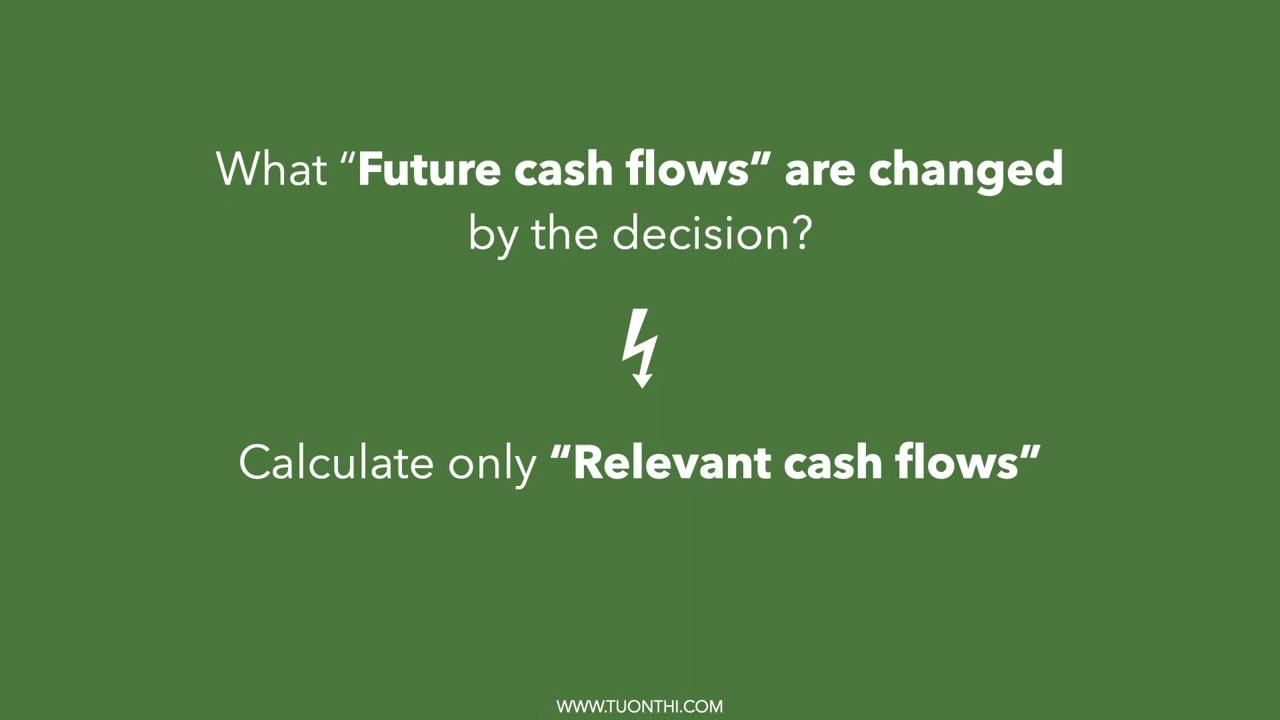 What “Future cash flows” are changed
by the decision?
Calculate only “Relevant cash flows”
WWW.TUONTHI.COM